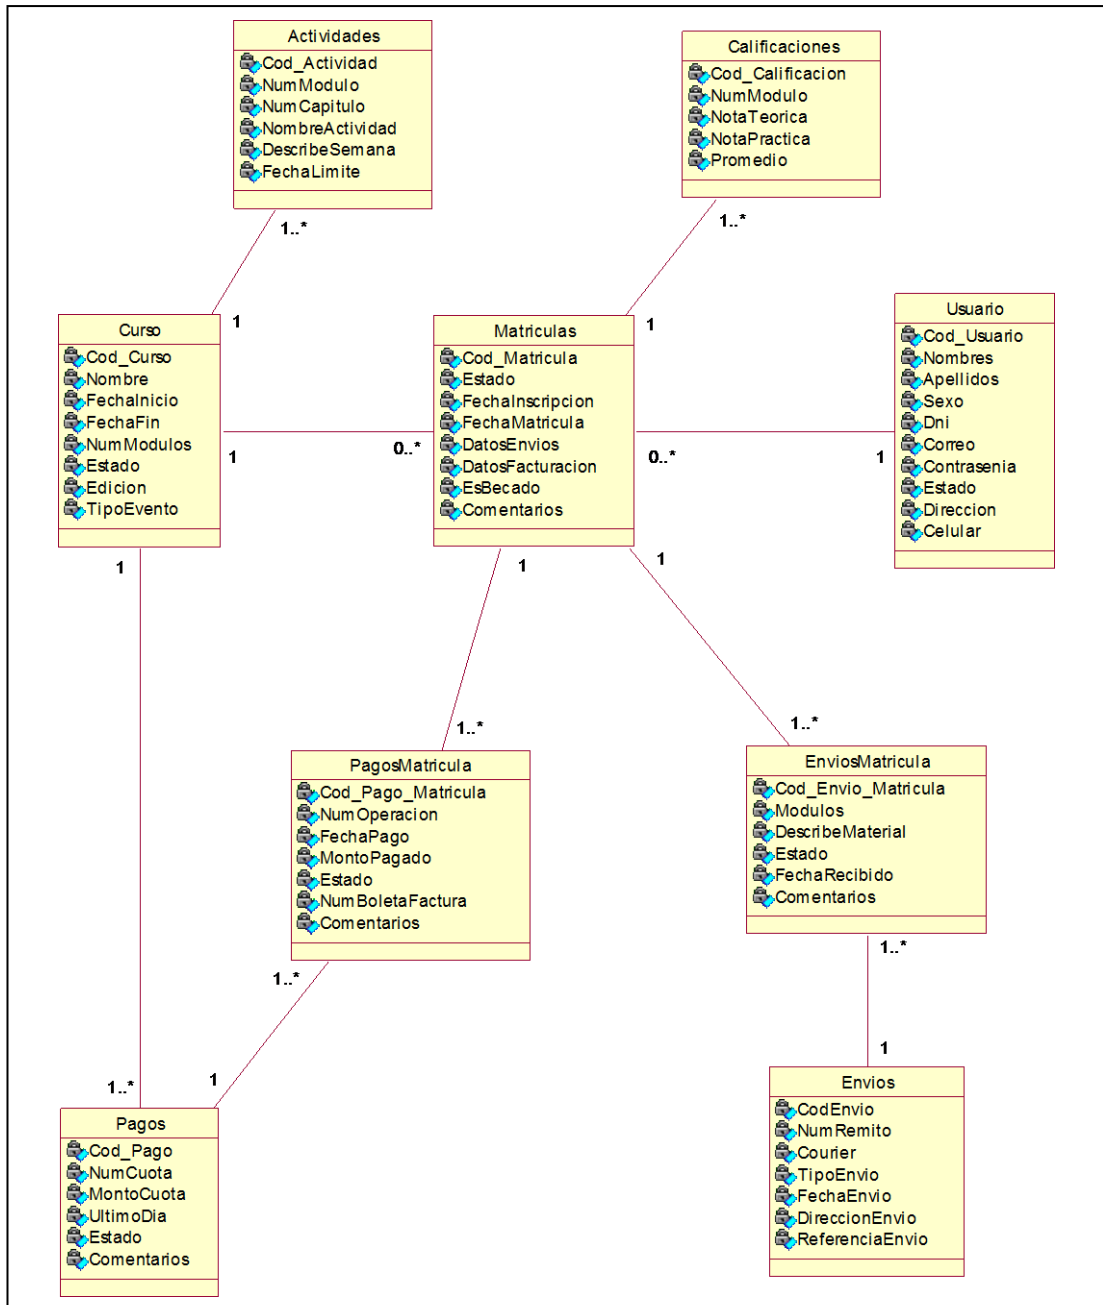 Actividades
Cod_Actividad
NumModulo
NumCapitulo
NombreActividad
DescribeSemana
FechaLimite
1..*
1
Calificaciones
Cod_Calificacion
NumModulo
NotaTeorica
NotaPractica
Promedio
1..*
1
Curso
Cod_Curso
Nombre
FechaInicio
FechaFin
NumModulos
Estado
Edicion
TipoEvento
1
0..*
1
Matriculas
Cod_Matricula
Estado
FechaInscripcion
FechaMatricula
DatosEnvios
DatosFacturacion
EsBecado
Comentarios
0..*
1
1
1
Usuario
Cod_Usuario
Nombres
Apellidos
Sexo
Dni
Correo
Contrasenia
Estado
Direccion
Celular
1..*
PagosMatricula
Cod_Pago_Matricula
NumOperacion
FechaPago
MontoPagado
Estado
NumBoletaFactura
Comentarios
1..*
1
1..*
EnviosMatricula
Cod_Envio_Matricula
Modulos
DescribeMaterial
Estado
FechaRecibido
Comentarios
1..*
1
1..*
Pagos
Cod_Pago
NumCuota
MontoCuota
UltimoDia
Estado
Comentarios
Envios
CodEnvio
NumRemito
Courier
TipoEnvio
FechaEnvio
DireccionEnvio
ReferenciaEnvio